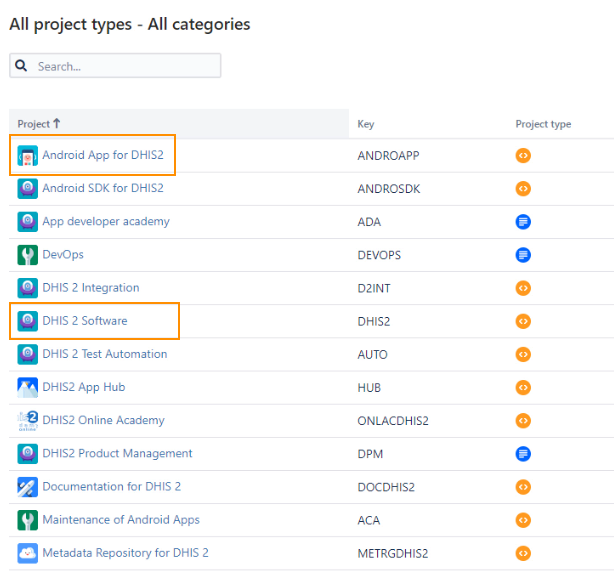 All project types - All categories
Search...
Project ↑ Key Project type
Android App for DHIS2 ANDROAPP
Android SDK for DHIS2 ANDROSDK
App developer academy ADA
DevOps DEVOPS
DHIS 2 Integration D2INT
DHIS 2 Software DHIS2
DHIS 2 Test Automation AUTO
DHIS2 App Hub HUB
DHIS2 Online Academy ONLACDHIS2
DHIS2 Product Management DPM
Documentation for DHIS 2 DOCDHIS2
Maintenance of Android Apps ACA
Metadata Repository for DHIS 2 METRGDHIS2